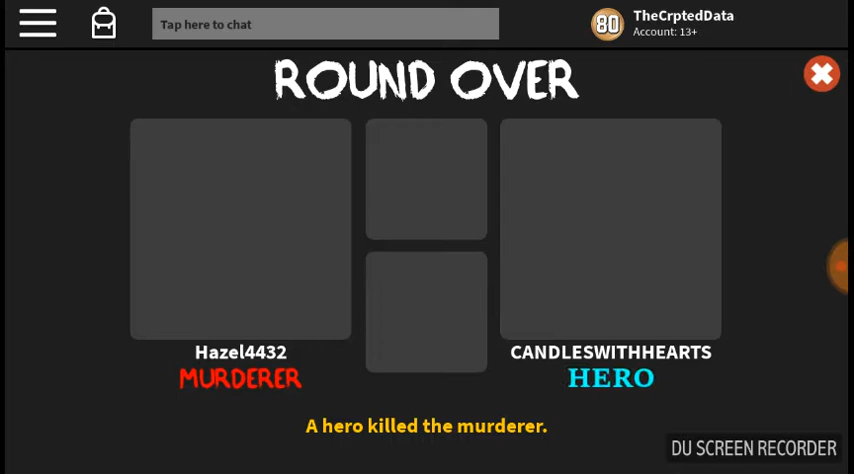 Tap here to chat
80
TheCrptedData
Account: 13+
ROUND OVER
Hazel4432
MURDERER
CANDLESWITHHEARTS
HERO
A hero killed the murderer.
DU SCREEN RECORDER